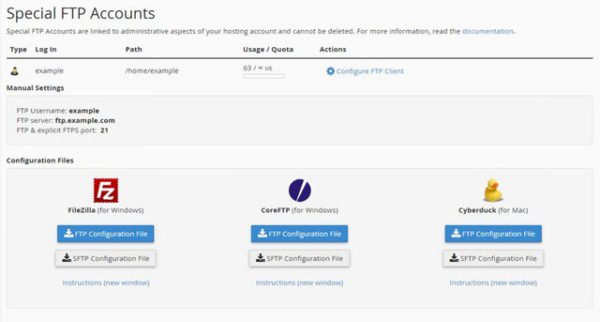 Special FTP Accounts
Special FTP Accounts are linked to administrative aspects of your hosting account and cannot be deleted. For more information, read the documentation.
Type Log In Path Usage / Quota Actions
example /home/example 63 / ∞ Configure FTP Client
Manual Settings
FTP Username: example
FTP server: ftp.example.com
FTP & explicit FTPS port: 21
Configuration Files
FZ
FileZilla (for Windows) CoreFTP (for Windows) Cyberduck (for Mac)
FTP Configuration File FTP Configuration File FTP Configuration File
SFTP Configuration File SFTP Configuration File SFTP Configuration File
Instructions (new window) Instructions (new window) Instructions (new window)